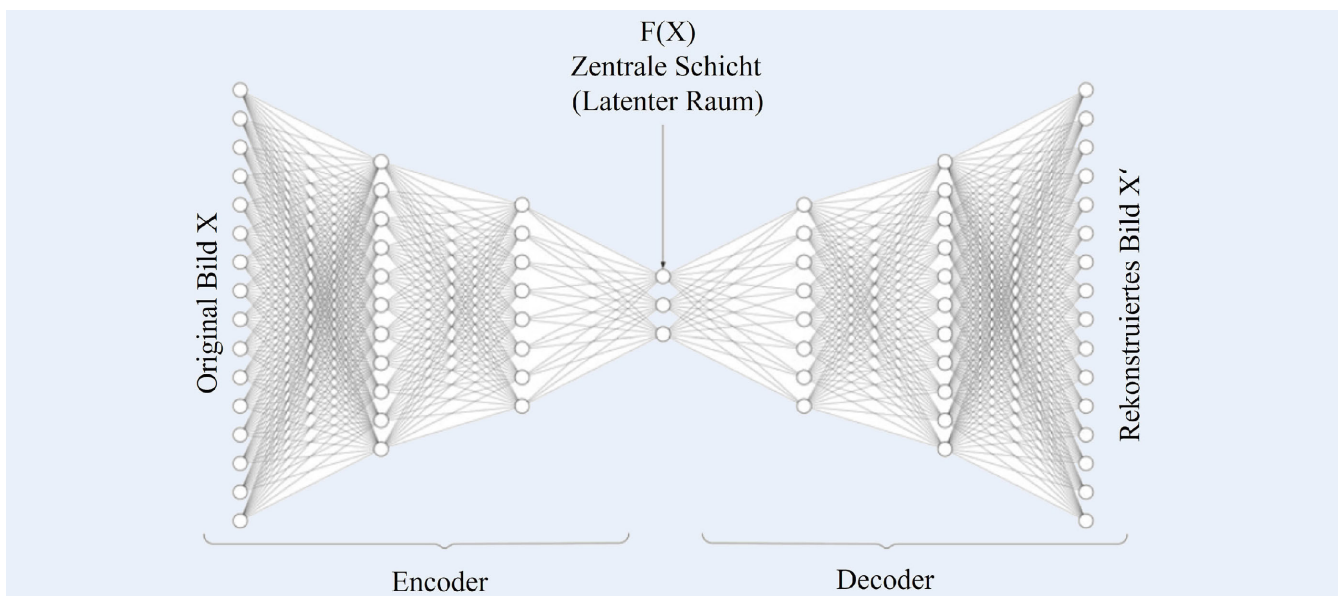 F(X)
Zentrale Schicht
(Latenter Raum)
Original Bild X
Rekonstruiertes Bild X‘
Encoder
Decoder